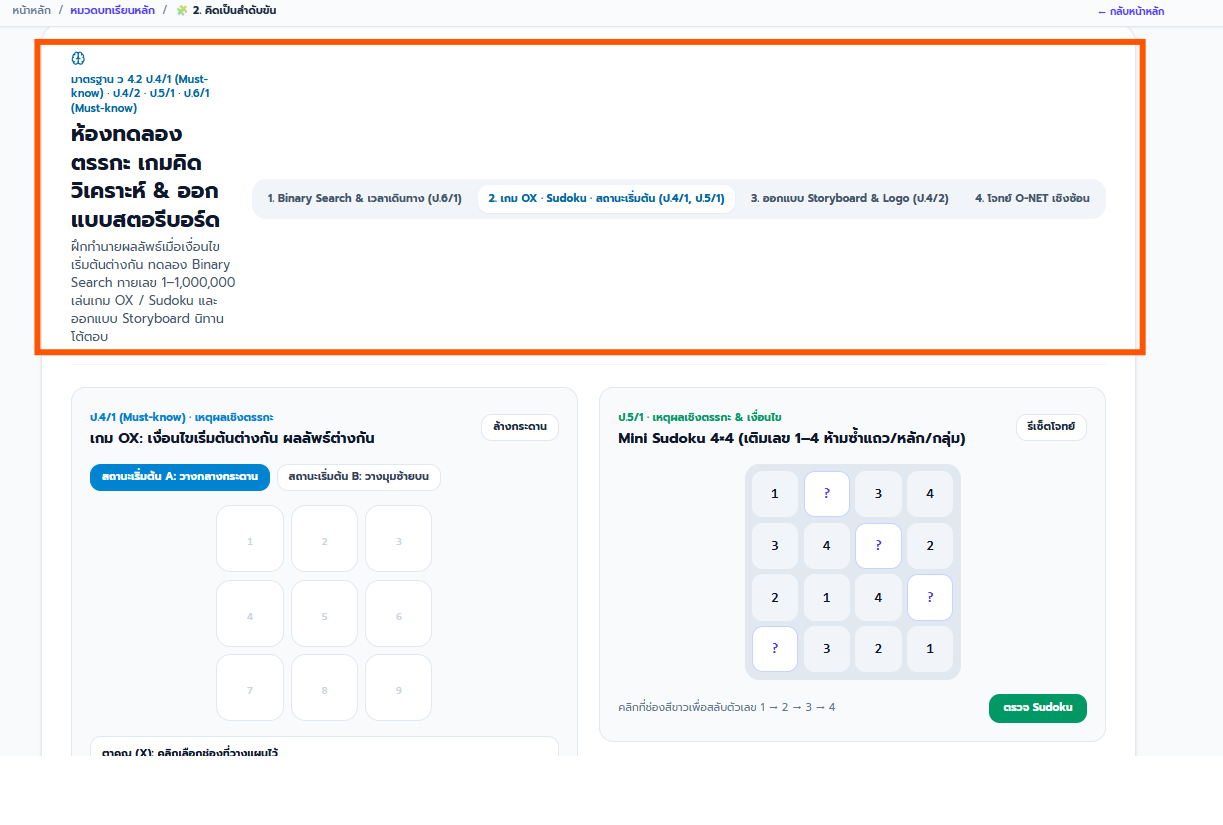 หน้าหลัก / หมวดบทเรียนหลัก / 🧩 2. คิดเป็นลำดับขั้น
← กลับหน้าหลัก
มาตรฐาน ว 4.2 ป.4/1 (Must-
know) · ป.4/2 · ป.5/1 · ป.6/1
(Must-know)
ห้องทดลอง
ตรรกะ เกมคิด
วิเคราะห์ & ออก
แบบสตอรีบอร์ด
ฝึกทำนายผลลัพธ์เมื่อเงื่อนไข
เริ่มต้นต่างกัน ทดลอง Binary
Search ทายเลข 1–1,000,000
เล่นเกม OX / Sudoku และ
ออกแบบ Storyboard นิทาน
โต้ตอบ
1. Binary Search & เวลาเดินทาง (ป.6/1)
2. เกม OX · Sudoku · สถานะเริ่มต้น (ป.4/1, ป.5/1)
3. ออกแบบ Storyboard & Logo (ป.4/2)
4. โจทย์ O-NET เชิงซ้อน
ป.4/1 (Must-know) · เหตุผลเชิงตรรกะ
เกม OX: เงื่อนไขเริ่มต้นต่างกัน ผลลัพธ์ต่างกัน
ล้างกระดาน
สถานะเริ่มต้น A: วางกลางกระดาน
สถานะเริ่มต้น B: วางมุมซ้ายบน
1 2 3
4 5 6
7 8 9
ตาคุณ (X): คลิกเลือกช่องที่วางแผนไว้
ป.5/1 · เหตุผลเชิงตรรกะ & เงื่อนไข
Mini Sudoku 4×4 (เติมเลข 1–4 ห้ามซ้ำแถว/หลัก/กลุ่ม)
รีเซ็ตโจทย์
1 ? 3 4
3 4 ? 2
2 1 4 ?
? 3 2 1
คลิกที่ช่องสีขาวเพื่อสลับตัวเลข 1 → 2 → 3 → 4
ตรวจ Sudoku